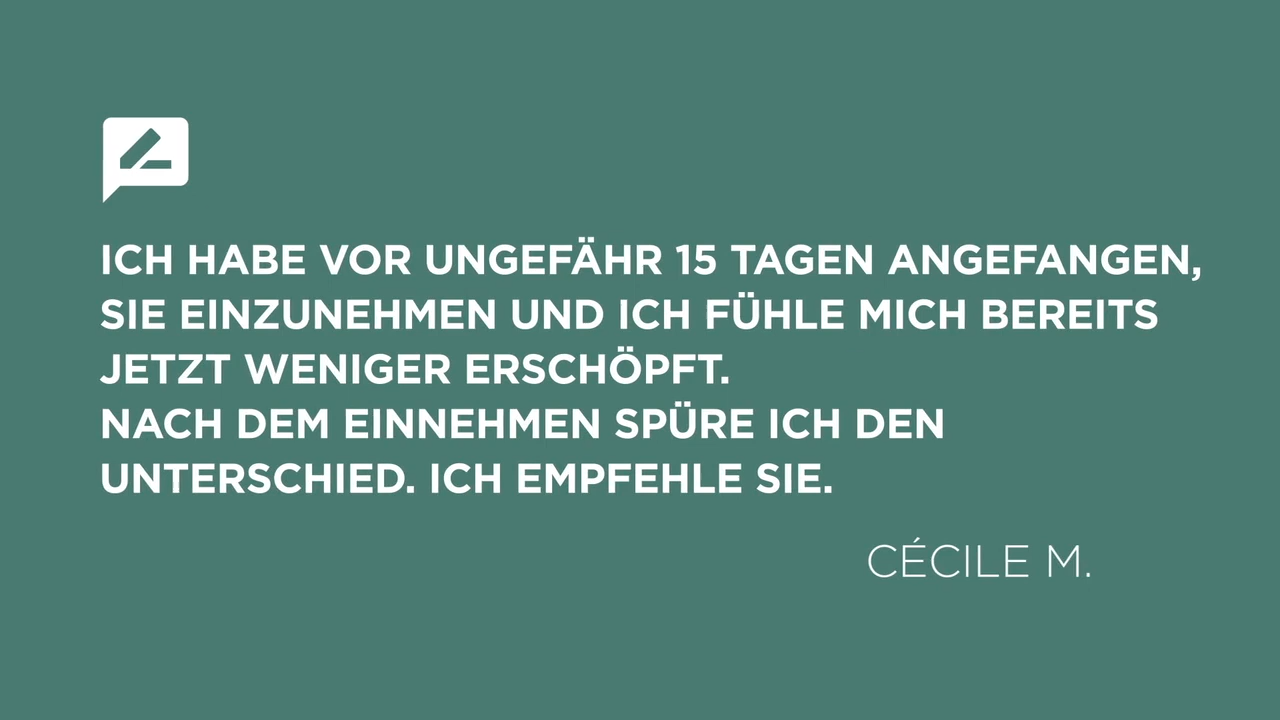 ICH HABE VOR UNGEFÄHR 15 TAGEN ANGEFANGEN,
SIE EINZUNEHMEN UND ICH FÜHLE MICH BEREITS
JETZT WENIGER ERSCHÖPFT.
NACH DEM EINNEHMEN SPÜRE ICH DEN
UNTERSCHIED. ICH EMPFEHLE SIE.
CÉCILE M.